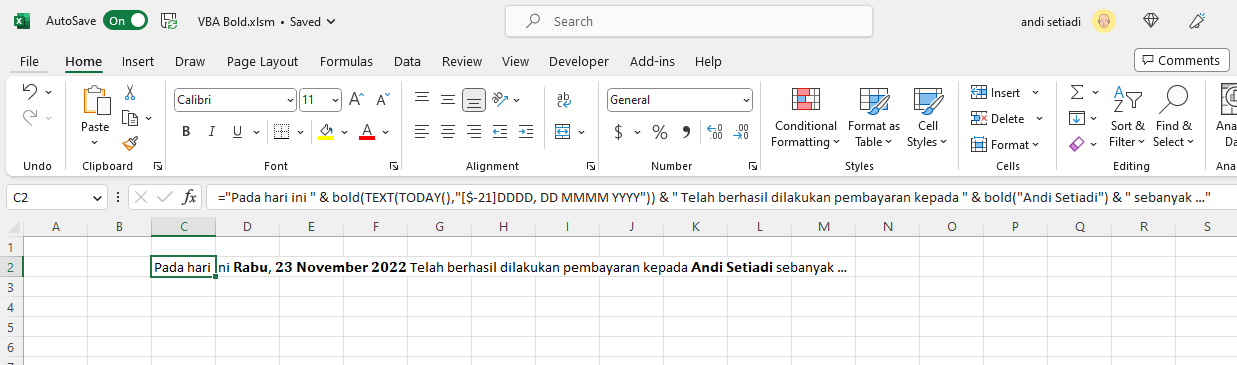 AutoSave On VBA Bold.xlsm • Saved Search andi setiadi
File Home Insert Draw Page Layout Formulas Data Review View Developer Add-ins Help Comments
Calibri 11 ab General Insert
Paste B I U A $ % Conditional Formatting Format as Table Cell Styles Delete Sort & Filter Find & Select
Format
Undo Clipboard Font Alignment Number Styles Cells Editing
C2 fx ="Pada hari ini " & bold(TEXT(TODAY(),"[$-21]DDDD, DD MMMM YYYY")) & " Telah berhasil dilakukan pembayaran kepada " & bold("Andi Setiadi") & " sebanyak ..."
A B C D E F G H I J K L M N O P Q R S
1
2 Pada hari ini Rabu, 23 November 2022 Telah berhasil dilakukan pembayaran kepada Andi Setiadi sebanyak ...
3
4
5
6